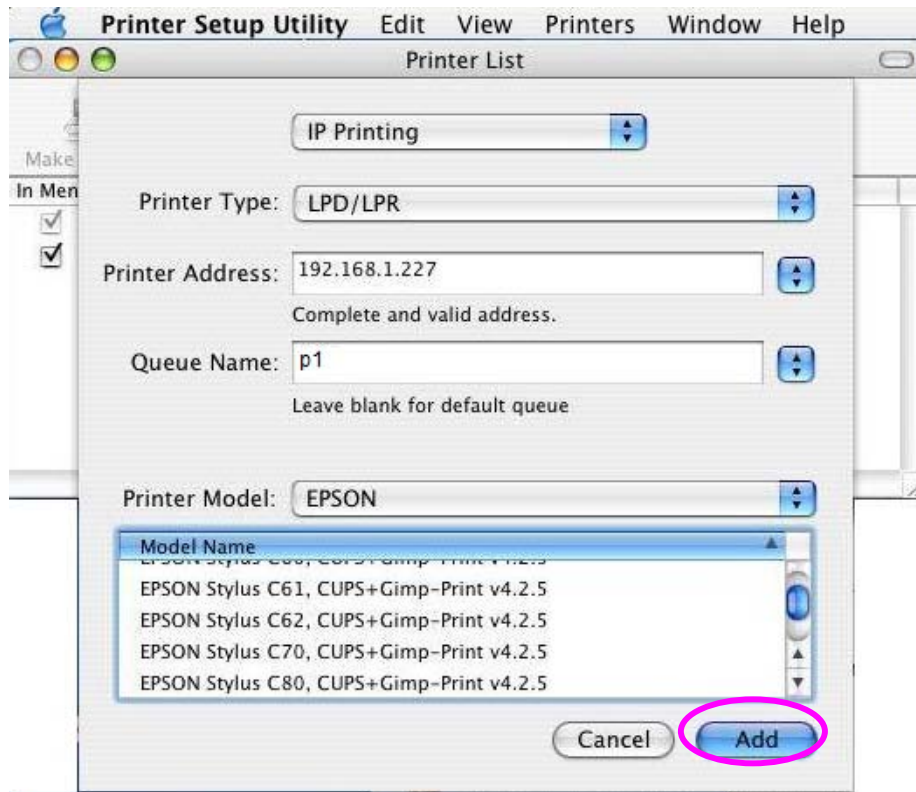 Printer Setup Utility Edit View Printers Window Help
Printer List
IP Printing
Make
In Men
Printer Type: LPD/LPR
Printer Address: 192.168.1.227
Complete and valid address.
Queue Name: p1
Leave blank for default queue
Printer Model: EPSON
Model Name
EPSON Stylus C61, CUPS+Gimp-Print v4.2.5
EPSON Stylus C62, CUPS+Gimp-Print v4.2.5
EPSON Stylus C70, CUPS+Gimp-Print v4.2.5
EPSON Stylus C80, CUPS+Gimp-Print v4.2.5
Cancel Add